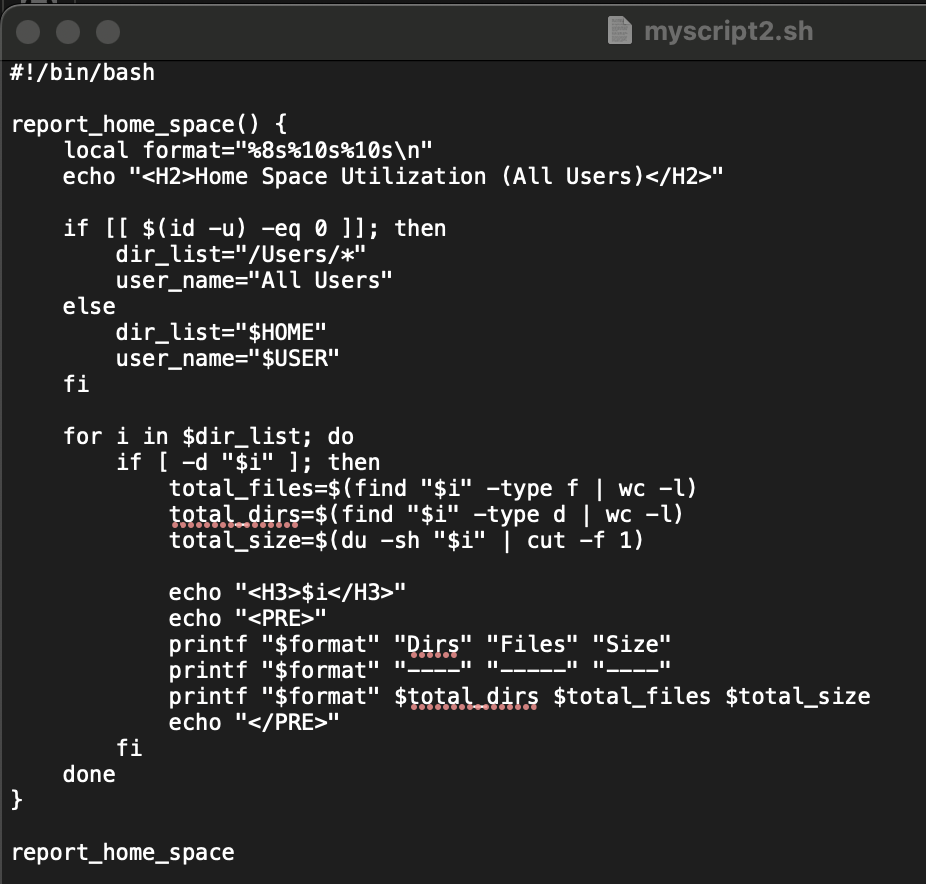 myscript2.sh
#!/bin/bash
report_home_space() {
    local format="%8s%10s%10s\n"
    echo "<H2>Home Space Utilization (All Users)</H2>"
    if [[ $(id -u) -eq 0 ]]; then
        dir_list="/Users/*"
        user_name="All Users"
    else
        dir_list="$HOME"
        user_name="$USER"
    fi
    for i in $dir_list; do
        if [ -d "$i" ]; then
            total_files=$(find "$i" -type f | wc -l)
            total_dirs=$(find "$i" -type d | wc -l)
            total_size=$(du -sh "$i" | cut -f 1)
            echo "<H3>$i</H3>"
            echo "<PRE>"
            printf "$format" "Dirs" "Files" "Size"
            printf "$format" "----" "-----" "----"
            printf "$format" $total_dirs $total_files $total_size
            echo "</PRE>"
        fi
    done
}
report_home_space